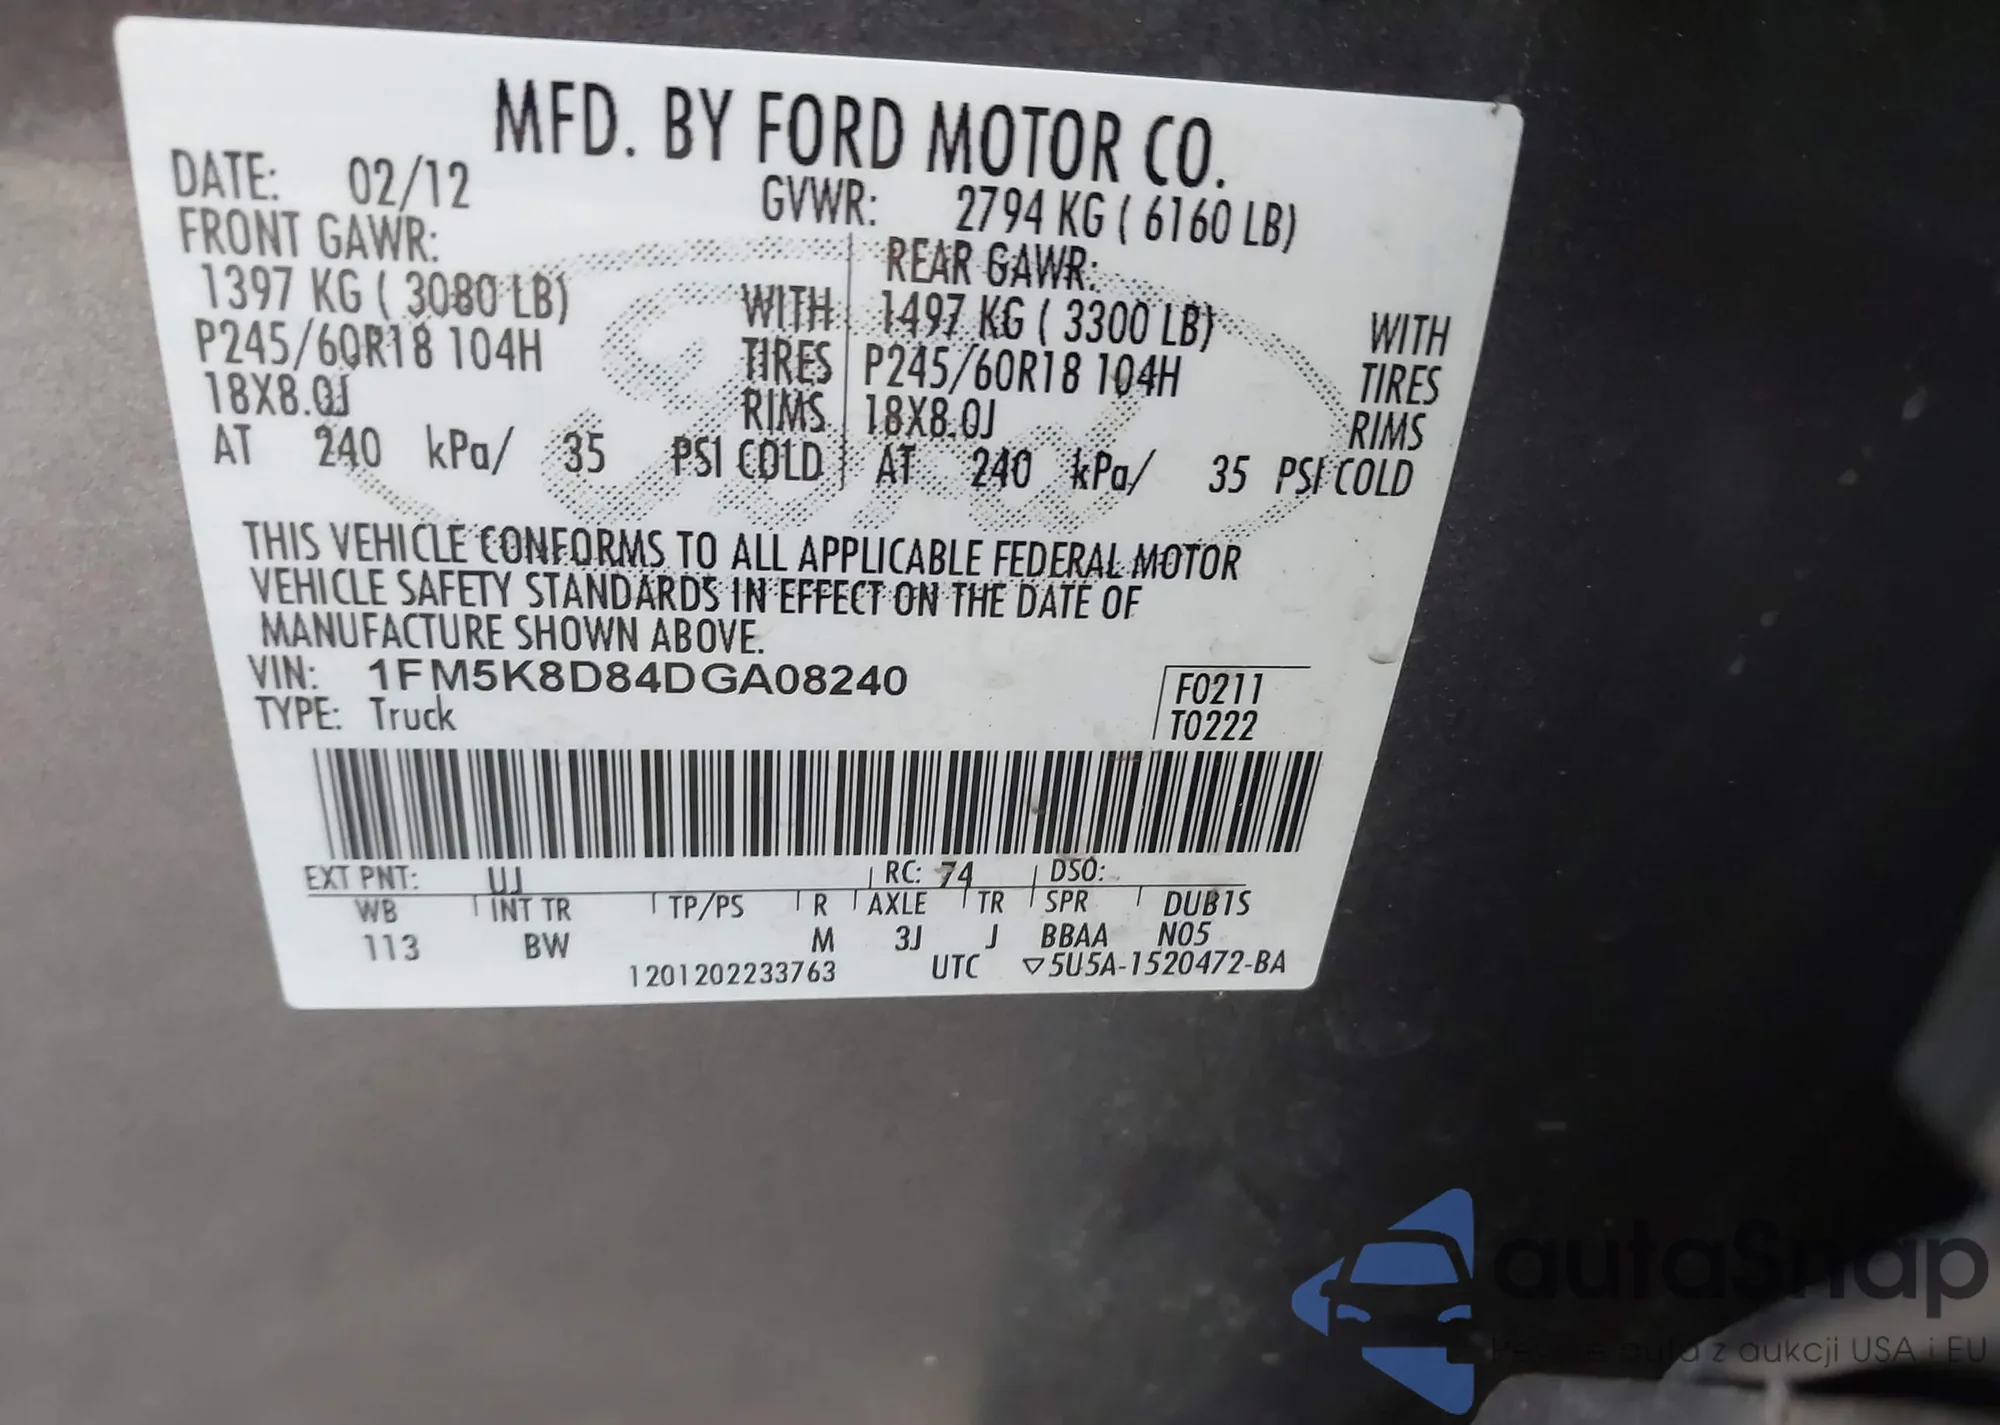 MFD. BY FORD MOTOR CO.
DATE: 02/12 GVWR: 2794 KG ( 6160 LB)
FRONT GAWR: REAR GAWR:
1397 KG ( 3080 LB) WITH 1497 KG ( 3300 LB) WITH
P245/60R18 104H TIRES P245/60R18 104H TIRES
18X8.0J RIMS 18X8.0J RIMS
AT 240 kPa/ 35 PSI COLD AT 240 kPa/ 35 PSI COLD
Ford
THIS VEHICLE CONFORMS TO ALL APPLICABLE FEDERAL MOTOR
VEHICLE SAFETY STANDARDS IN EFFECT ON THE DATE OF
MANUFACTURE SHOWN ABOVE.
VIN: 1FM5K8D84DGA08240 F0211
TYPE: Truck T0222
EXT PNT: UJ RC: 74 DSO:
WB INT TR TP/PS R AXLE TR SPR DUB1S
113 BW M 3J J BBAA N05
1201202233763 UTC ▽5U5A-1520472-BA
autaSnap
auta z aukcji USA i EU